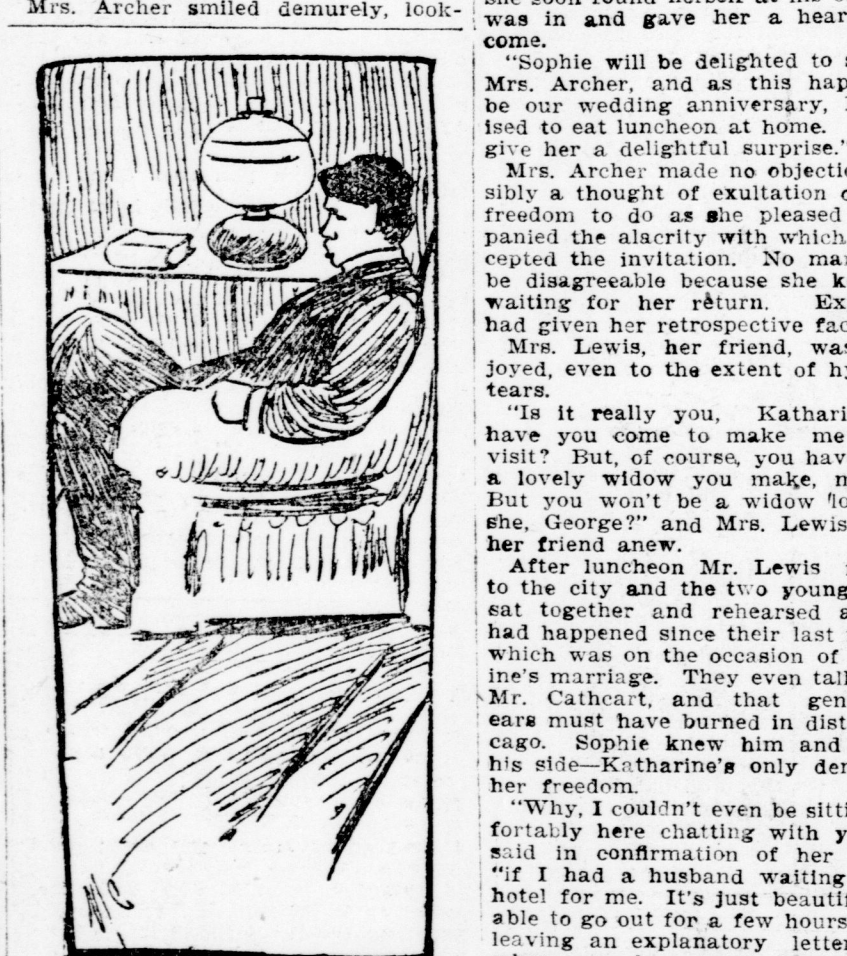 Mrs. Archer smiled demurely, look-
was in and gave her a hear
come.
"Sophie will be delighted to
Mrs. Archer, and as this hap
be our wedding anniversary,
ised to eat luncheon at home.
give her a delightful surprise.'
Mrs. Archer made no objecti
sibly a thought of exultation
freedom to do as she pleased
panied the alacrity with which
cepted the invitation. No ma
be disagreeable because she k
waiting for her return. Ex
had given her retrospective fac
Mrs. Lewis, her friend, was
joyed, even to the extent of hy
tears.
"Is it really you, Kathari
have you come to make me
visit? But, of course, you hav
a lovely widow you make, m
But you won't be a widow 'lo
she, George?" and Mrs. Lewis
her friend anew.
After luncheon Mr. Lewis
to the city and the two young
sat together and rehearsed a
had happened since their last
which was on the occasion of
ine's marriage. They even tall
Mr. Cathcart, and that gen
ears must have burned in dist
cago. Sophie knew him and
his side—Katharine's only de
her freedom.
"Why, I couldn't even be sitti
fortably here chatting with y
said in confirmation of her
"if I had a husband waiting
hotel for me. It's just beautif
able to go out for a few hours
leaving an explanatory letter